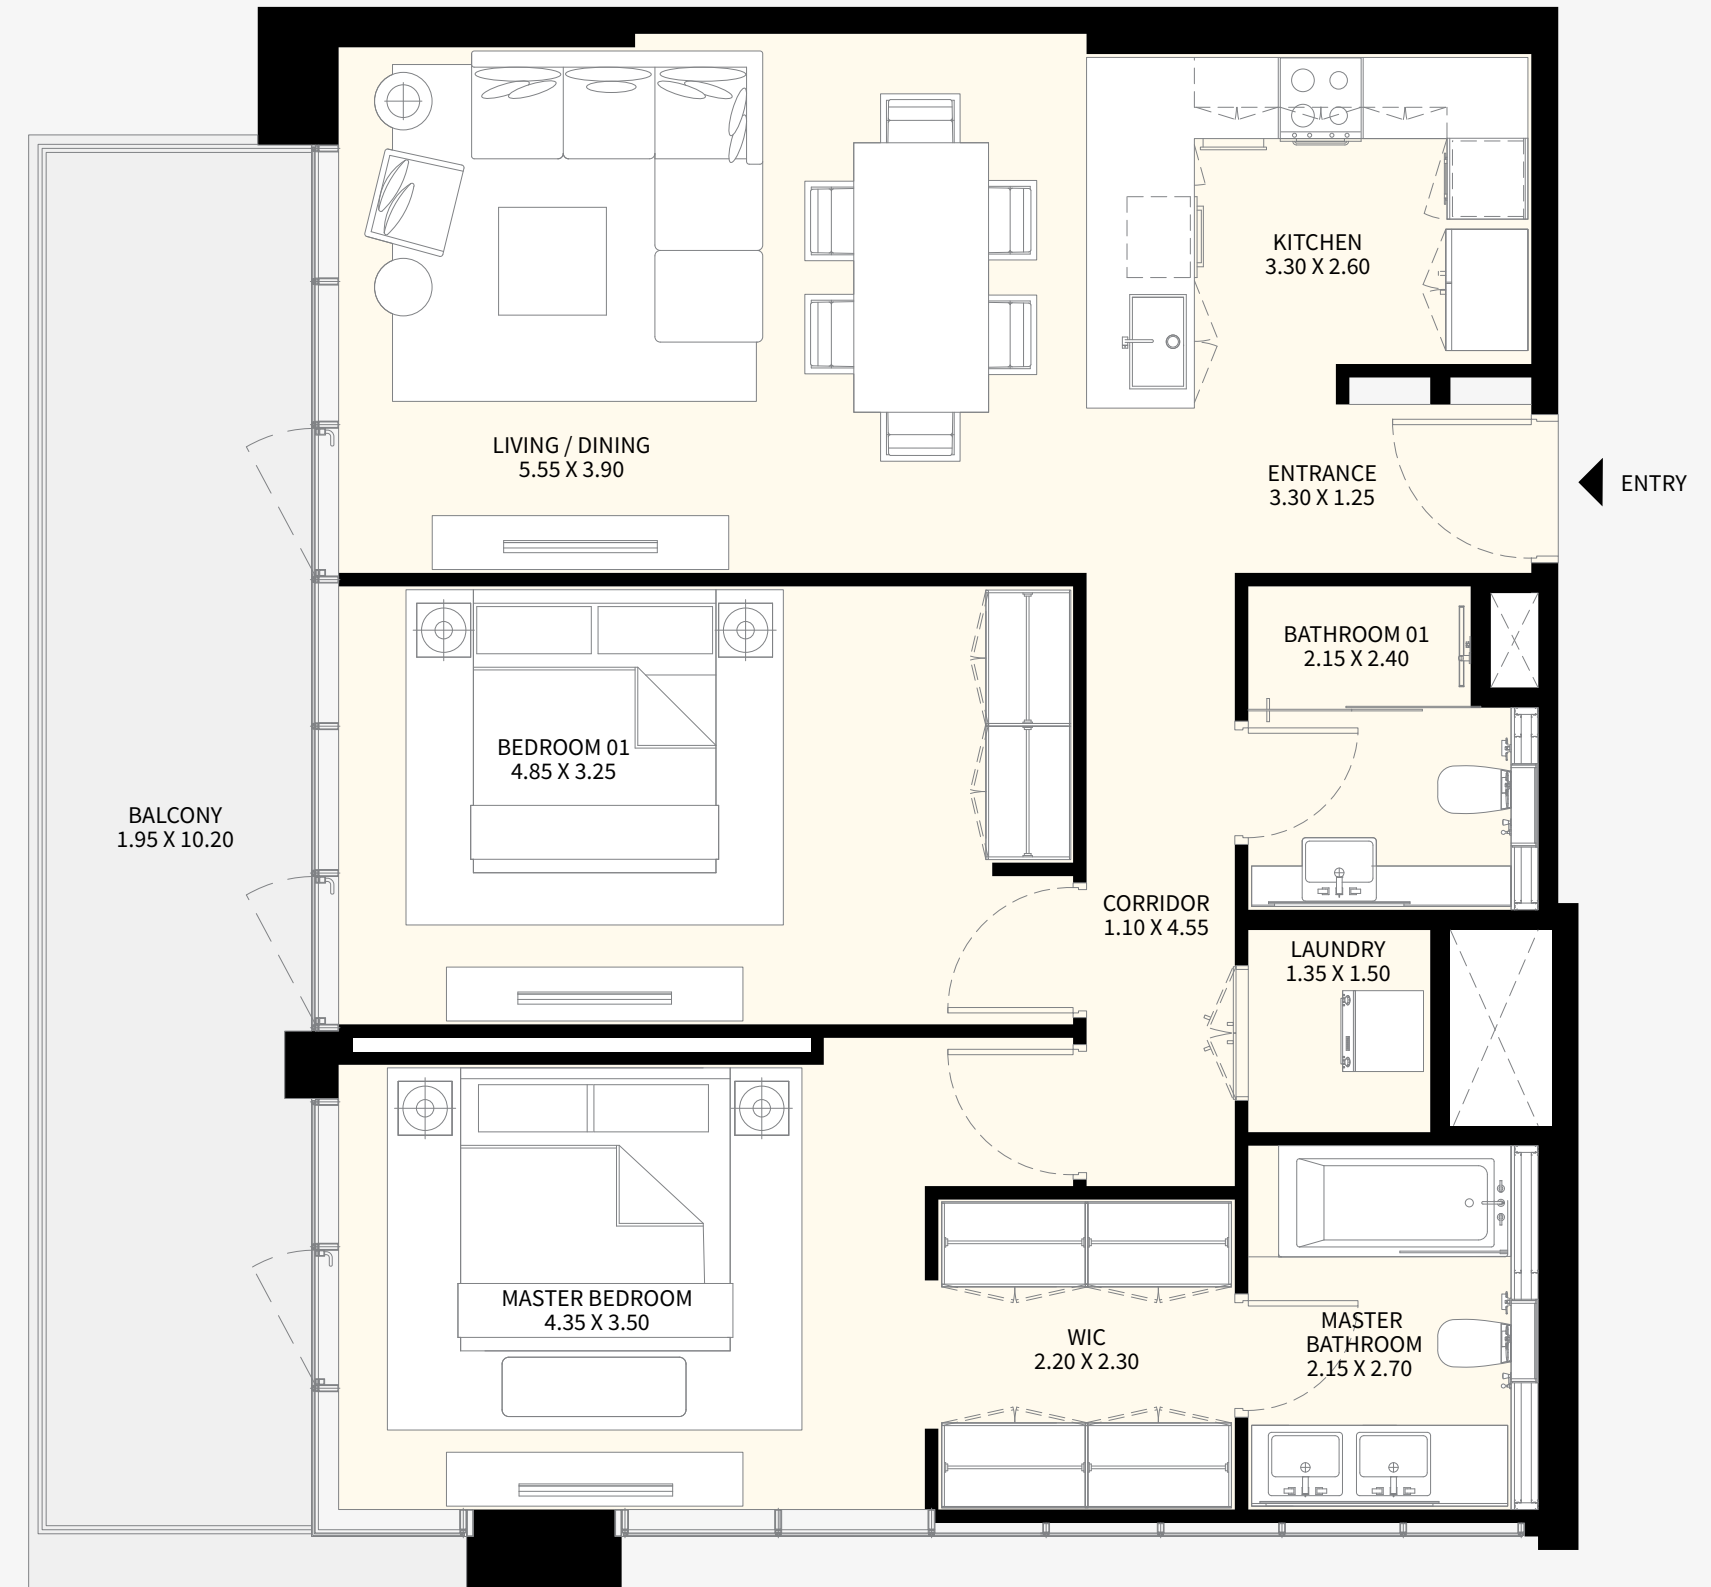 KITCHEN
3.30 X 2.60
LIVING / DINING
5.55 X 3.90
ENTRANCE
3.30 X 1.25
ENTRY
BATHROOM 01
2.15 X 2.40
BEDROOM 01
4.85 X 3.25
BALCONY
1.95 X 10.20
CORRIDOR
1.10 X 4.55
LAUNDRY
1.35 X 1.50
MASTER BEDROOM
4.35 X 3.50
WIC
2.20 X 2.30
MASTER
BATHROOM
2.15 X 2.70